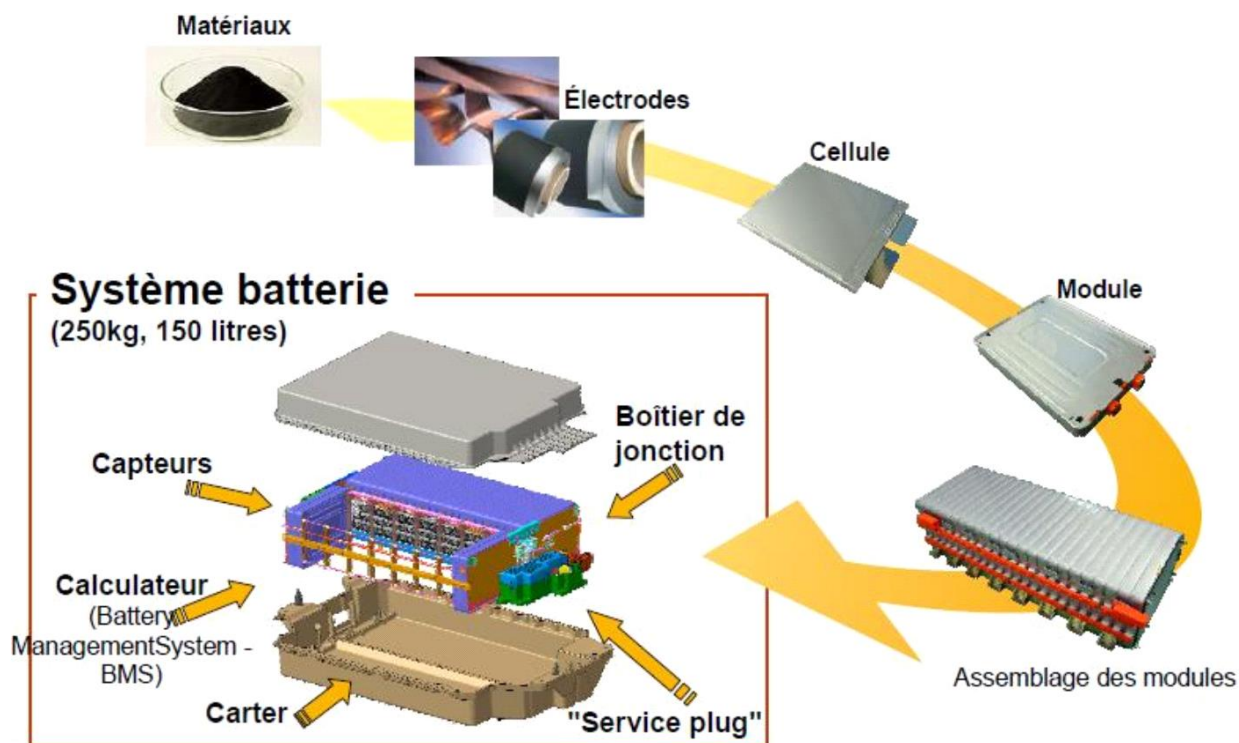 Matériaux
Électrodes
Cellule
Module
Système batterie
(250kg, 150 litres)
Boîtier de
jonction
Capteurs
Calculateur
(Battery
ManagementSystem -
BMS)
Carter
"Service plug"
Assemblage des modules